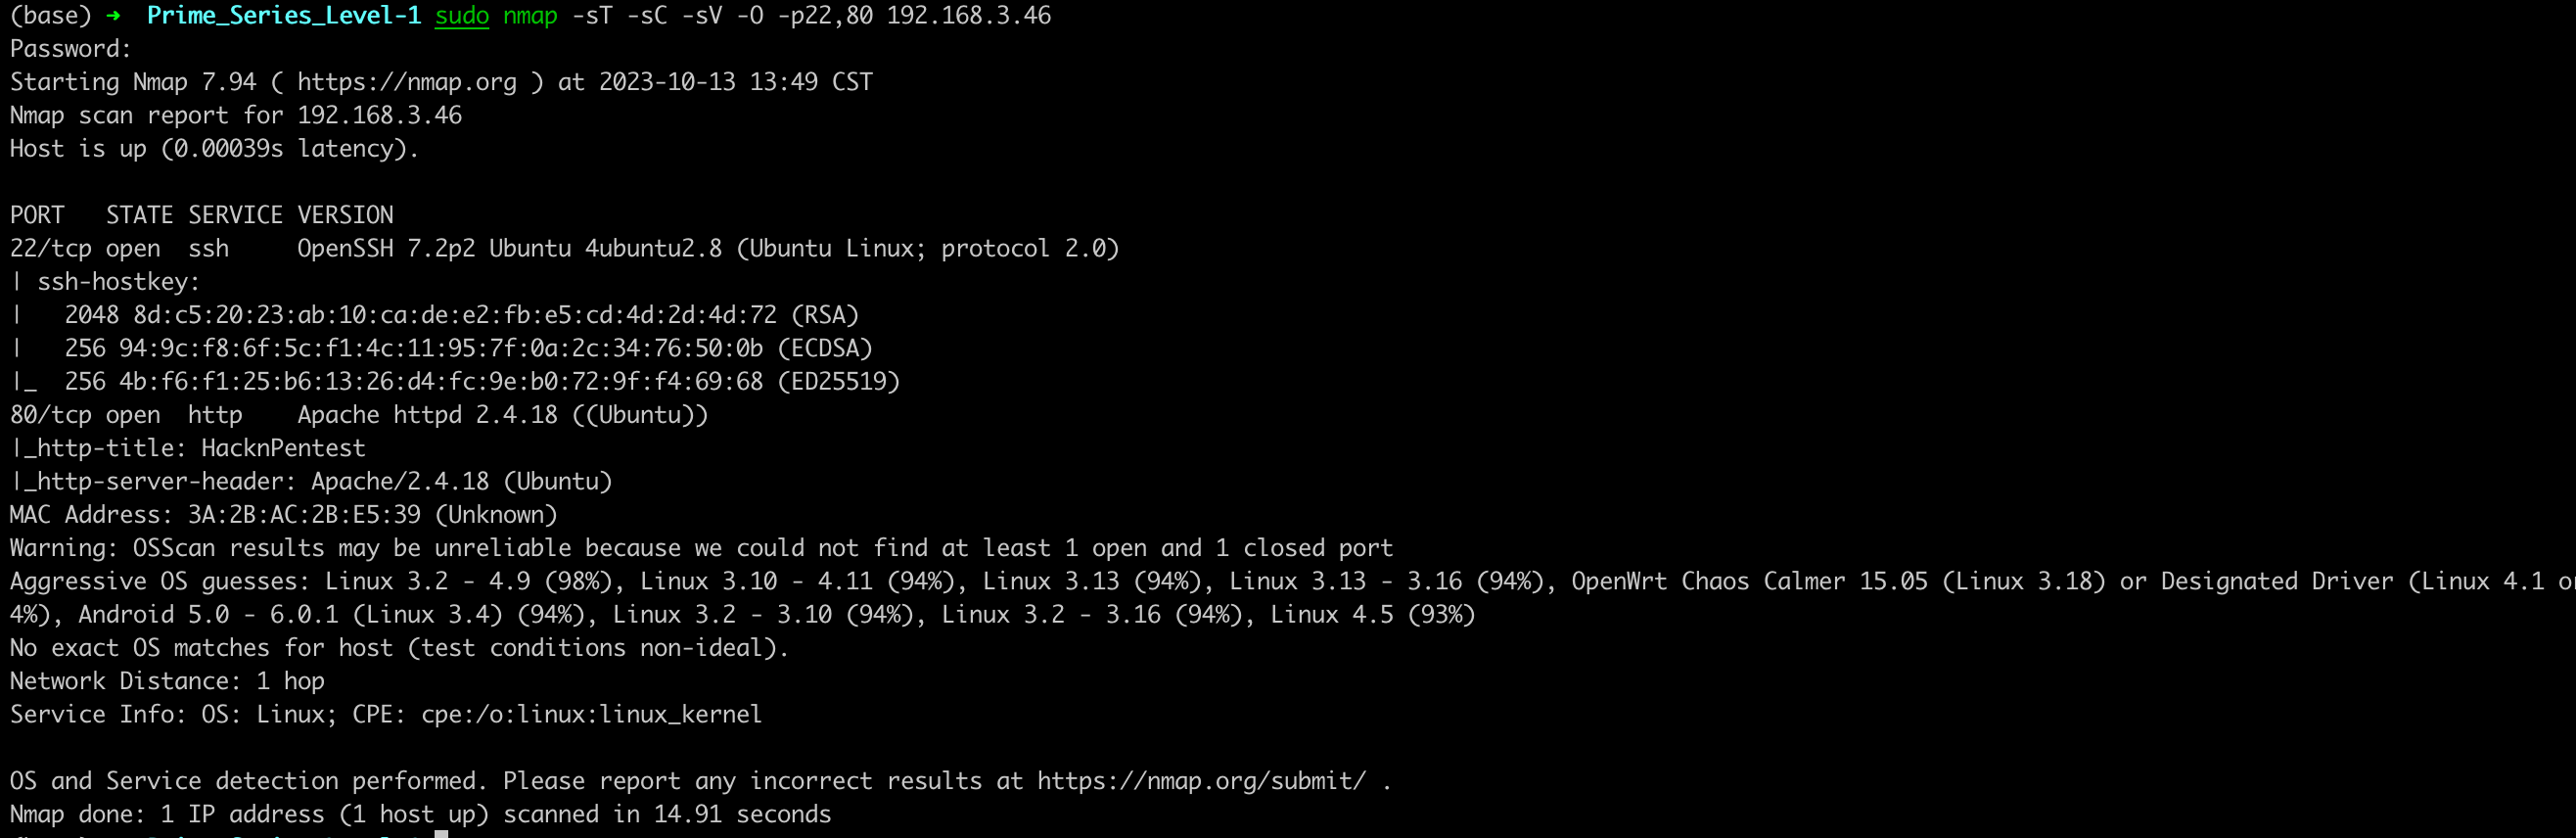 (base) ➜  Prime_Series_Level-1 sudo nmap -sT -sC -sV -O -p22,80 192.168.3.46
Password:
Starting Nmap 7.94 ( https://nmap.org ) at 2023-10-13 13:49 CST
Nmap scan report for 192.168.3.46
Host is up (0.00039s latency).

PORT   STATE SERVICE VERSION
22/tcp open  ssh     OpenSSH 7.2p2 Ubuntu 4ubuntu2.8 (Ubuntu Linux; protocol 2.0)
| ssh-hostkey:
|   2048 8d:c5:20:23:ab:10:ca:de:e2:fb:e5:cd:4d:2d:4d:72 (RSA)
|   256 94:9c:f8:6f:5c:f1:4c:11:95:7f:0a:2c:34:76:50:0b (ECDSA)
|_  256 4b:f6:f1:25:b6:13:26:d4:fc:9e:b0:72:9f:f4:69:68 (ED25519)
80/tcp open  http    Apache httpd 2.4.18 ((Ubuntu))
|_http-title: HacknPentest
|_http-server-header: Apache/2.4.18 (Ubuntu)
MAC Address: 3A:2B:AC:2B:E5:39 (Unknown)
Warning: OSScan results may be unreliable because we could not find at least 1 open and 1 closed port
Aggressive OS guesses: Linux 3.2 - 4.9 (98%), Linux 3.10 - 4.11 (94%), Linux 3.13 (94%), Linux 3.13 - 3.16 (94%), OpenWrt Chaos Calmer 15.05 (Linux 3.18) or Designated Driver (Linux 4.1 o
4%), Android 5.0 - 6.0.1 (Linux 3.4) (94%), Linux 3.2 - 3.10 (94%), Linux 3.2 - 3.16 (94%), Linux 4.5 (93%)
No exact OS matches for host (test conditions non-ideal).
Network Distance: 1 hop
Service Info: OS: Linux; CPE: cpe:/o:linux:linux_kernel

OS and Service detection performed. Please report any incorrect results at https://nmap.org/submit/ .
Nmap done: 1 IP address (1 host up) scanned in 14.91 seconds